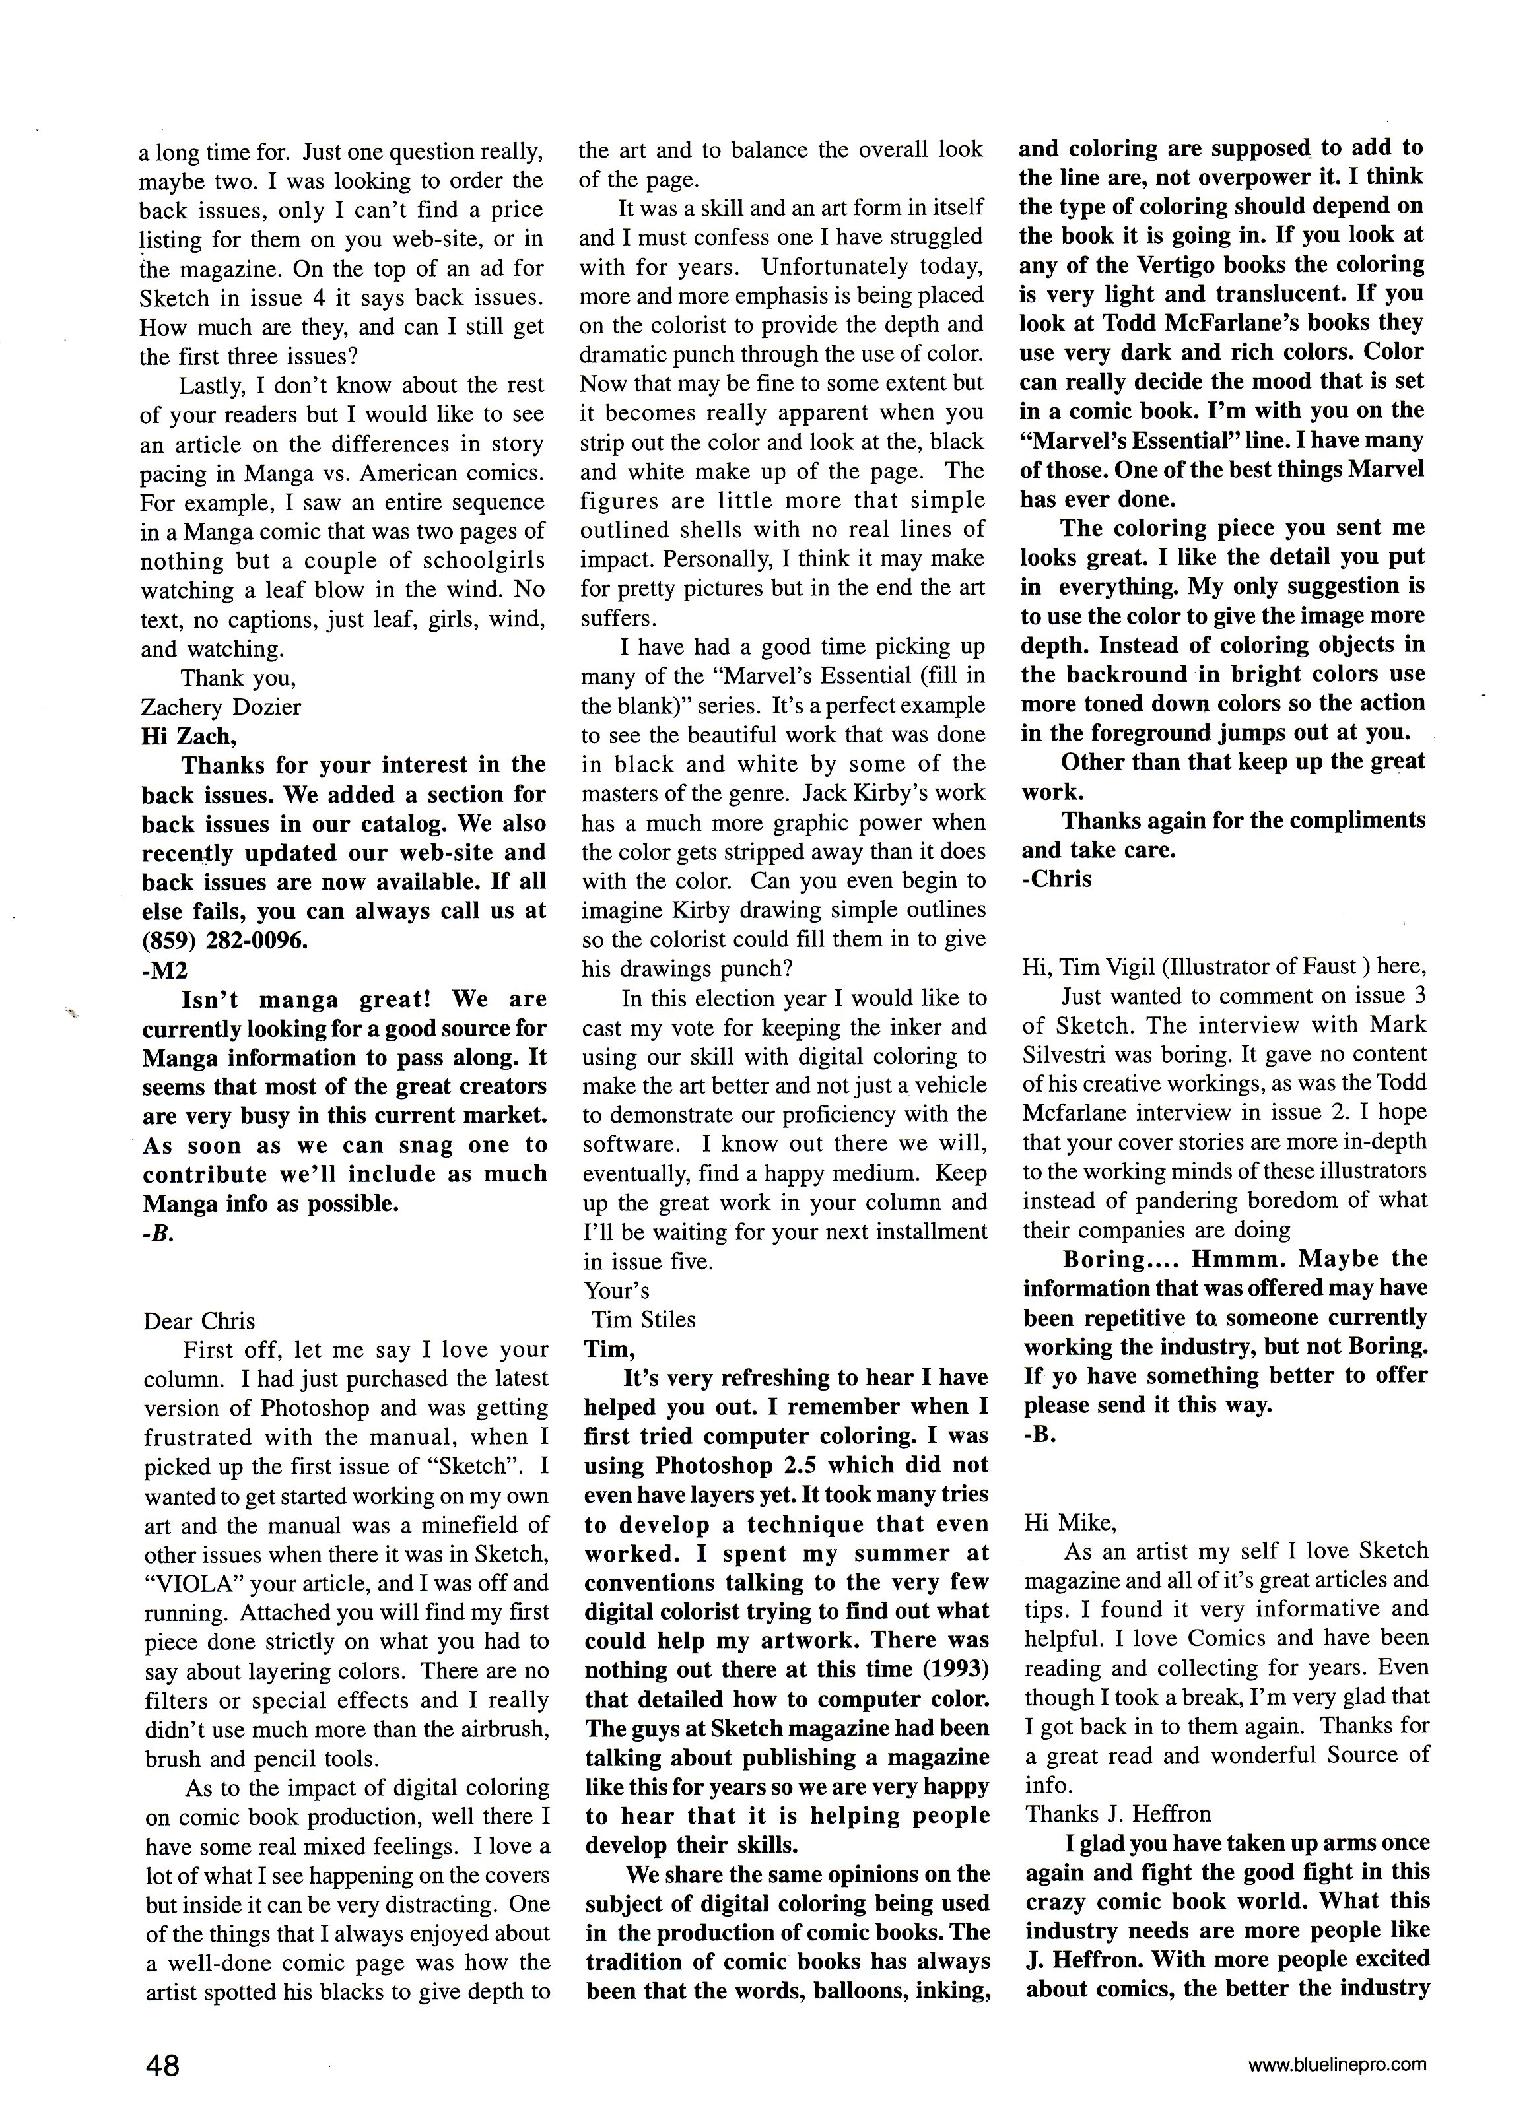 a long time for. Just one question really,
maybe two. I was looking to order the
back issues, only I can't find a price
listing for them on you web-site, or in
the magazine. On the top of an ad for
Sketch in issue 4 it says back issues.
How much are they, and can I still get
the first three issues?
Lastly, I don't know about the rest
of your readers but I would like to see
an article on the differences in story
pacing in Manga vs. American comics.
For example, I saw an entire sequence
in a Manga comic that was two pages of
nothing but a couple of schoolgirls
watching a leaf blow in the wind. No
text, no captions, just leaf, girls, wind,
and watching.
Thank you,
Zachery Dozier
Hi Zach,
Thanks for your interest in the
back issues. We added a section for
back issues in our catalog. We also
recently updated our web-site and
back issues are now available. If all
else fails, you can always call us at
(859) 282-0096.
-M2
Isn't manga great! We are
currently looking for a good source for
Manga information to pass along. It
seems that most of the great creators
are very busy in this current market.
As soon as we can snag one to
contribute we'll include as much
Manga info as possible.
-B.
Dear Chris
First off, let me say I love your
column. I had just purchased the latest
version of Photoshop and was getting
frustrated with the manual, when I
picked up the first issue of “Sketch”. I
wanted to get started working on my own
art and the manual was a minefield of
other issues when there it was in Sketch,
“VIOLA” your article, and I was off and
running. Attached you will find my first
piece done strictly on what you had to
say about layering colors. There are no
filters or special effects and I really
didn't use much more than the airbrush,
brush and pencil tools.
As to the impact of digital coloring
on comic book production, well there I
have some real mixed feelings. I love a
lot of what I see happening on the covers
but inside it can be very distracting. One
of the things that I always enjoyed about
a well-done comic page was how the
artist spotted his blacks to give depth to
the art and to balance the overall look
of the page.
It was a skill and an art form in itself
and I must confess one I have struggled
with for years. Unfortunately today,
more and more emphasis is being placed
on the colorist to provide the depth and
dramatic punch through the use of color.
Now that may be fine to some extent but
it becomes really apparent when you
strip out the color and look at the, black
and white make up of the page. The
figures are little more that simple
outlined shells with no real lines of
impact. Personally, I think it may make
for pretty pictures but in the end the art
suffers.
I have had a good time picking up
many of the “Marvel's Essential (fill in
the blank)” series. It's a perfect example
to see the beautiful work that was done
in black and white by some of the
masters of the genre. Jack Kirby's work
has a much more graphic power when
the color gets stripped away than it does
with the color. Can you even begin to
imagine Kirby drawing simple outlines
so the colorist could fill them in to give
his drawings punch?
In this election year I would like to
cast my vote for keeping the inker and
using our skill with digital coloring to
make the art better and not just a vehicle
to demonstrate our proficiency with the
software. I know out there we will,
eventually, find a happy medium. Keep
up the great work in your column and
I'll be waiting for your next installment
in issue five.
Your's
Tim Stiles
Tim,
It's very refreshing to hear I have
helped you out. I remember when I
first tried computer coloring. I was
using Photoshop 2.5 which did not
even have layers yet. It took many tries
to develop a technique that even
worked. I spent my summer at
conventions talking to the very few
digital colorist trying to find out what
could help my artwork. There was
nothing out there at this time (1993)
that detailed how to computer color.
The guys at Sketch magazine had been
talking about publishing a magazine
like this for years so we are very happy
to hear that it is helping people
develop their skills.
We share the same opinions on the
subject of digital coloring being used
in the production of comic books. The
tradition of comic books has always
been that the words, balloons, inking,
and coloring are supposed to add to
the line are, not overpower it. I think
the type of coloring should depend on
the book it is going in. If you look at
any of the Vertigo books the coloring
is very light and translucent. If you
look at Todd McFarlane's books they
use very dark and rich colors. Color
can really decide the mood that is set
in a comic book. I'm with you on the
“Marvel's Essential” line. I have many
of those. One of the best things Marvel
has ever done.
The coloring piece you sent me
looks great. I like the detail you put
in everything. My only suggestion is
to use the color to give the image more
depth. Instead of coloring objects in
the backround in bright colors use
more toned down colors so the action
in the foreground jumps out at you.
Other than that keep up the great
work.
Thanks again for the compliments
and take care.
-Chris
Hi, Tim Vigil (Illustrator of Faust ) here,
Just wanted to comment on issue 3
of Sketch. The interview with Mark
Silvestri was boring. It gave no content
of his creative workings, as was the Todd
Mcfarlane interview in issue 2. I hope
that your cover stories are more in-depth
to the working minds of these illustrators
instead of pandering boredom of what
their companies are doing
Boring.... Hmmm. Maybe the
information that was offered may have
been repetitive to someone currently
working the industry, but not Boring.
If yo have something better to offer
please send it this way.
-B.
Hi Mike,
As an artist my self I love Sketch
magazine and all of it's great articles and
tips. I found it very informative and
helpful. I love Comics and have been
reading and collecting for years. Even
though I took a break, I'm very glad that
I got back in to them again. Thanks for
a great read and wonderful Source of
info.
Thanks J. Heffron
I glad you have taken up arms once
again and fight the good fight in this
crazy comic book world. What this
industry needs are more people like
J. Heffron. With more people excited
about comics, the better the industry
48
www.bluelinepro.com